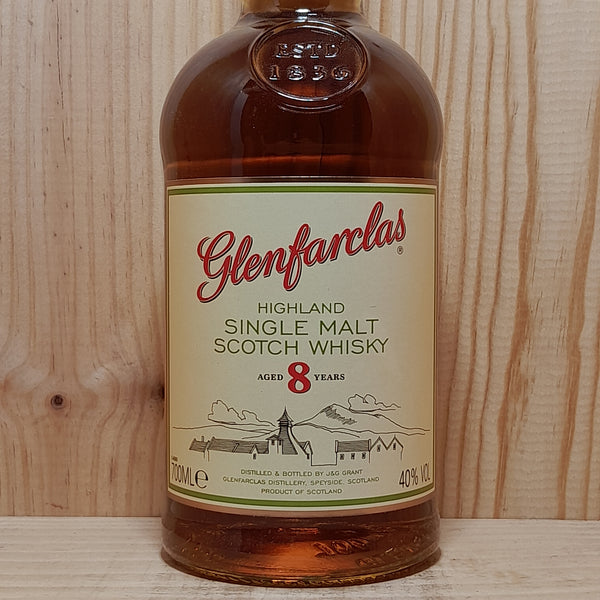 ESTD
1836
Glenfarclas®
HIGHLAND
SINGLE MALT
SCOTCH WHISKY
AGED 8 YEARS
700ML℮
40% VOL
DISTILLED & BOTTLED BY J&G GRANT
GLENFARCLAS DISTILLERY, SPEYSIDE, SCOTLAND
PRODUCT OF SCOTLAND